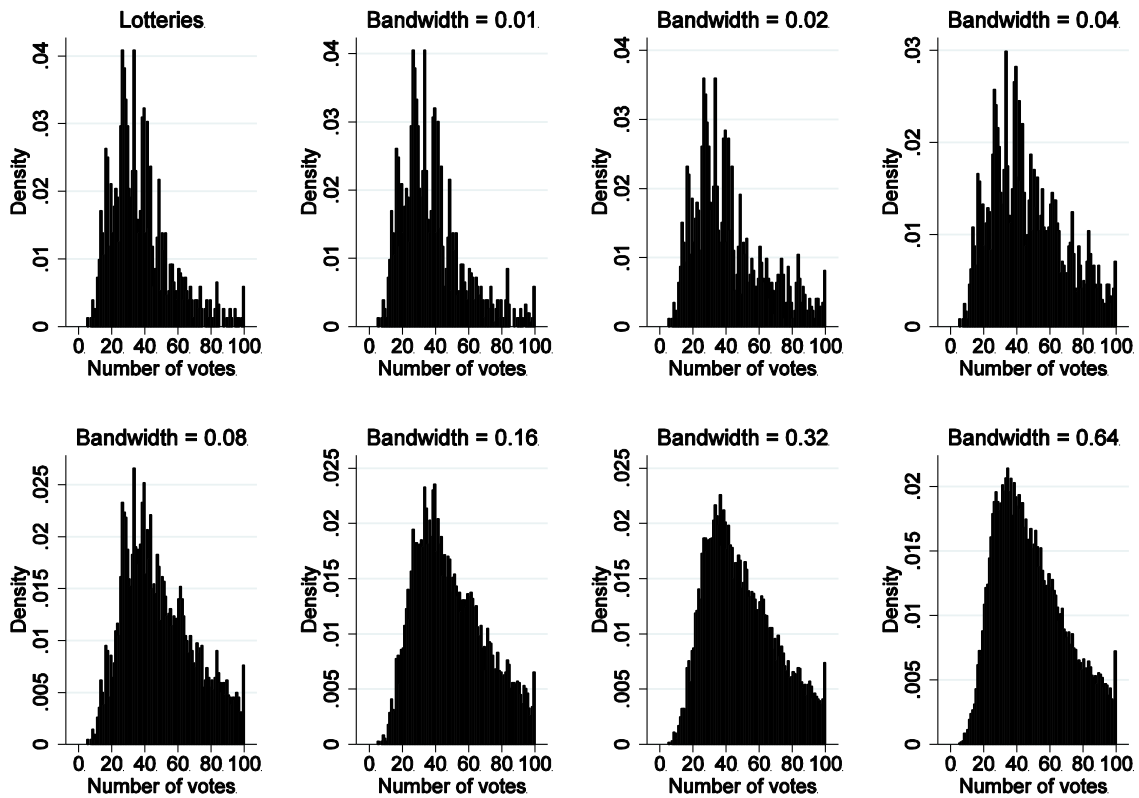 Lotteries
Bandwidth = 0.01
Bandwidth = 0.02
Bandwidth = 0.04
Density
0 .01 .02 .03 .04
0 20 40 60 80 100
Number of votes
Density
0 .01 .02 .03 .04
0 20 40 60 80 100
Number of votes
Density
0 .01 .02 .03 .04
0 20 40 60 80 100
Number of votes
Density
0 .01 .02 .03
0 20 40 60 80 100
Number of votes
Bandwidth = 0.08
Bandwidth = 0.16
Bandwidth = 0.32
Bandwidth = 0.64
Density
0 .005 .01 .015 .02 .025
0 20 40 60 80 100
Number of votes
Density
0 .005 .01 .015 .02 .025
0 20 40 60 80 100
Number of votes
Density
0 .005 .01 .015 .02 .025
0 20 40 60 80 100
Number of votes
Density
0 .005 .01 .015 .02
0 20 40 60 80 100
Number of votes